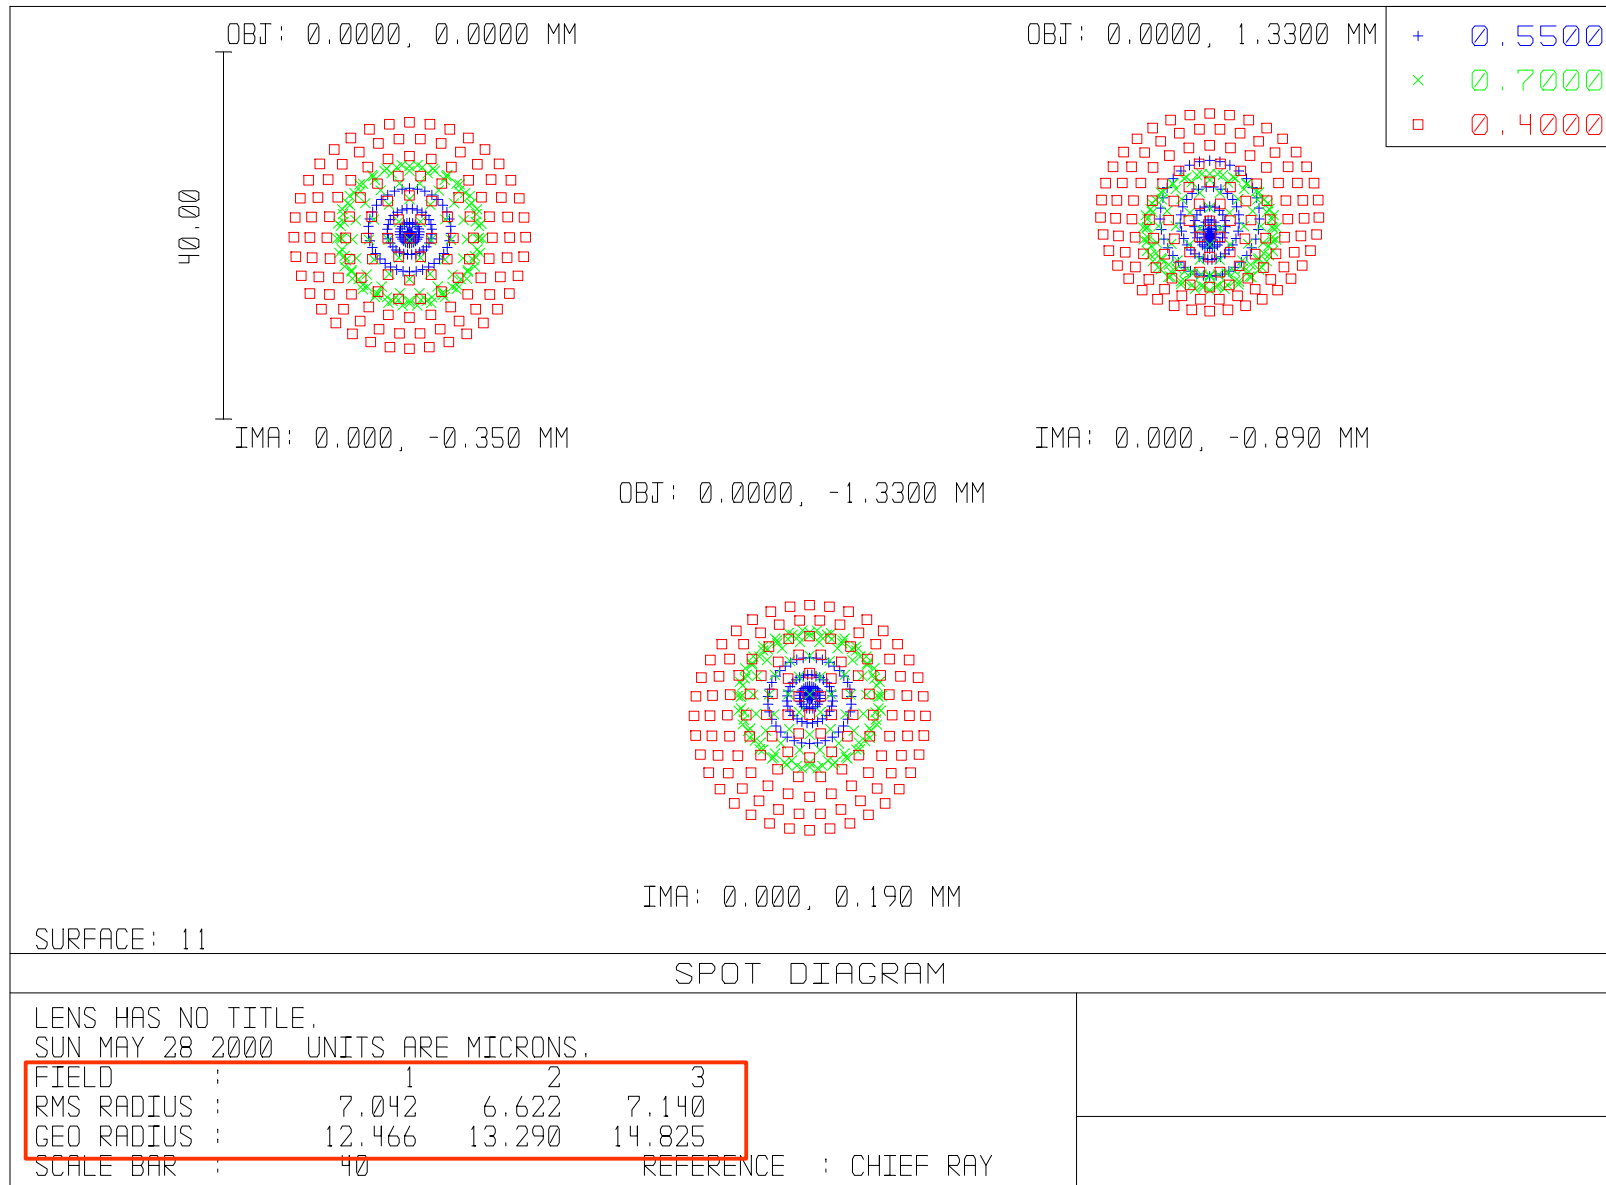 OBJ: 0.0000, 0.0000 MM
OBJ: 0.0000, 1.3300 MM
+ 0.5500
× 0.7000
□ 0.4000
40.00
IMA: 0.000, -0.350 MM
IMA: 0.000, -0.890 MM
OBJ: 0.0000, -1.3300 MM
IMA: 0.000, 0.190 MM
SURFACE: 11
SPOT DIAGRAM
LENS HAS NO TITLE.
SUN MAY 28 2000 UNITS ARE MICRONS.
FIELD : 1 2 3
RMS RADIUS : 7.042 6.622 7.140
GEO RADIUS : 12.466 13.290 14.825
SCALE BAR : 40 REFERENCE : CHIEF RAY